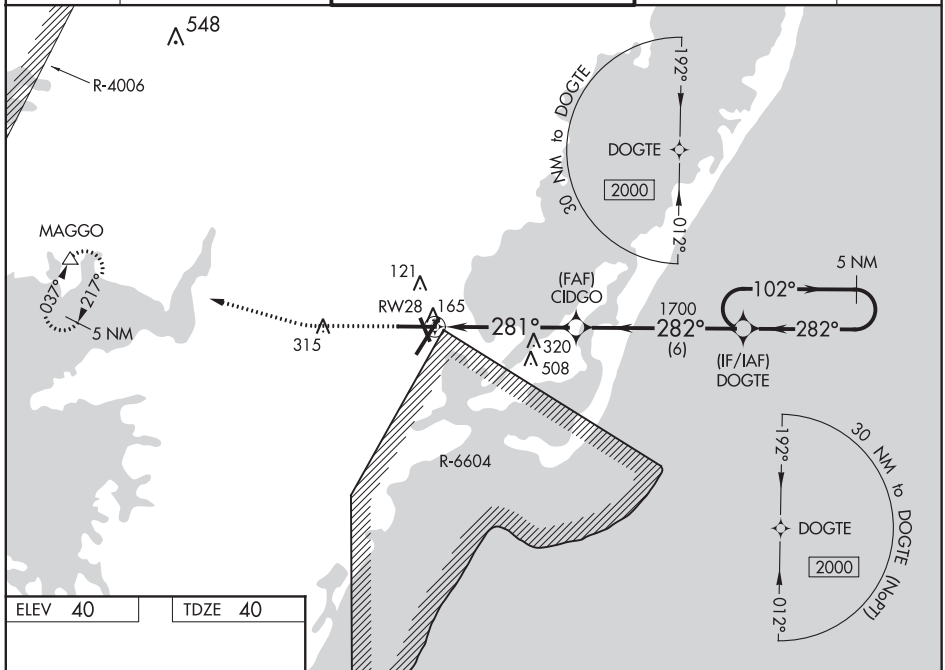 548
R-4006
30 NM to DOGTE
192°
DOGTE
2000
012°
MAGGO
037°
217°
5 NM
121
RW28
165
315
281°
(FAF)
CIDGO
320
508
1700
282°
(6)
(IF/IAF)
DOGTE
102°
282°
5 NM
R-6604
30 NM to DOGTE (NoPT)
192°
DOGTE
2000
012°
ELEV 40
TDZE 40